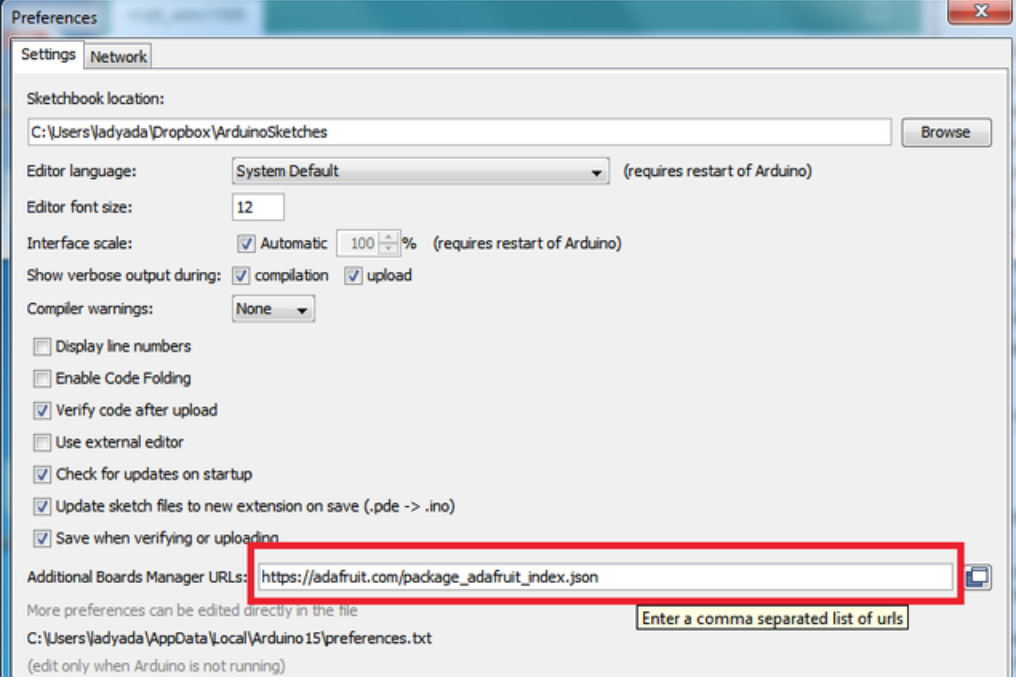 Preferences
Settings Network
Sketchbook location:
C:\Users\ladyada\Dropbox\ArduinoSketches Browse
Editor language: System Default (requires restart of Arduino)
Editor font size: 12
Interface scale: Automatic 100 % (requires restart of Arduino)
Show verbose output during: compilation upload
Compiler warnings: None
Display line numbers
Enable Code Folding
Verify code after upload
Use external editor
Check for updates on startup
Update sketch files to new extension on save (.pde -> .ino)
Save when verifying or uploading
Additional Boards Manager URLs: https://adafruit.com/package_adafruit_index.json
More preferences can be edited directly in the file
Enter a comma separated list of urls
C:\Users\ladyada\AppData\Local\Arduino15\preferences.txt
(edit only when Arduino is not running)